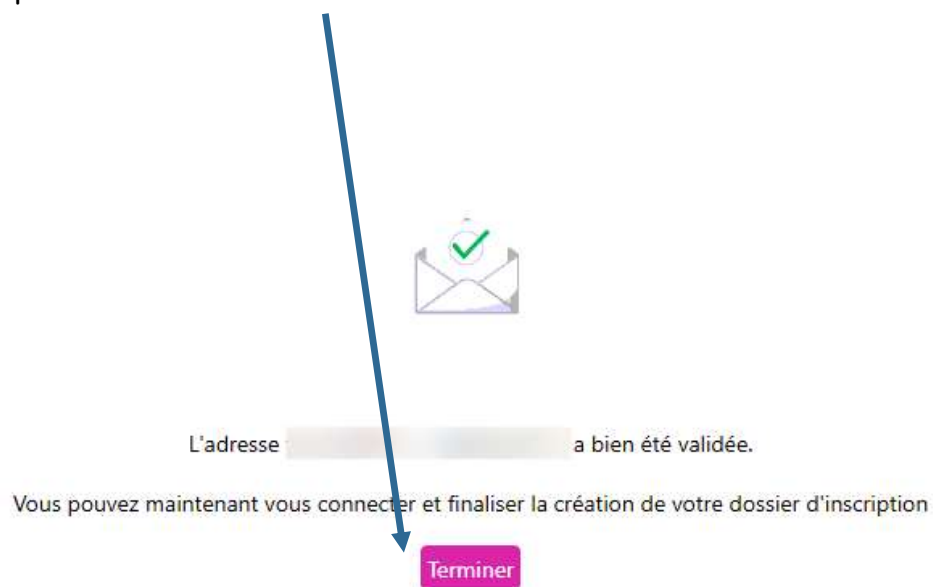 L'adresse a bien été validée.
Vous pouvez maintenant vous connecter et finaliser la création de votre dossier d'inscription
Terminer